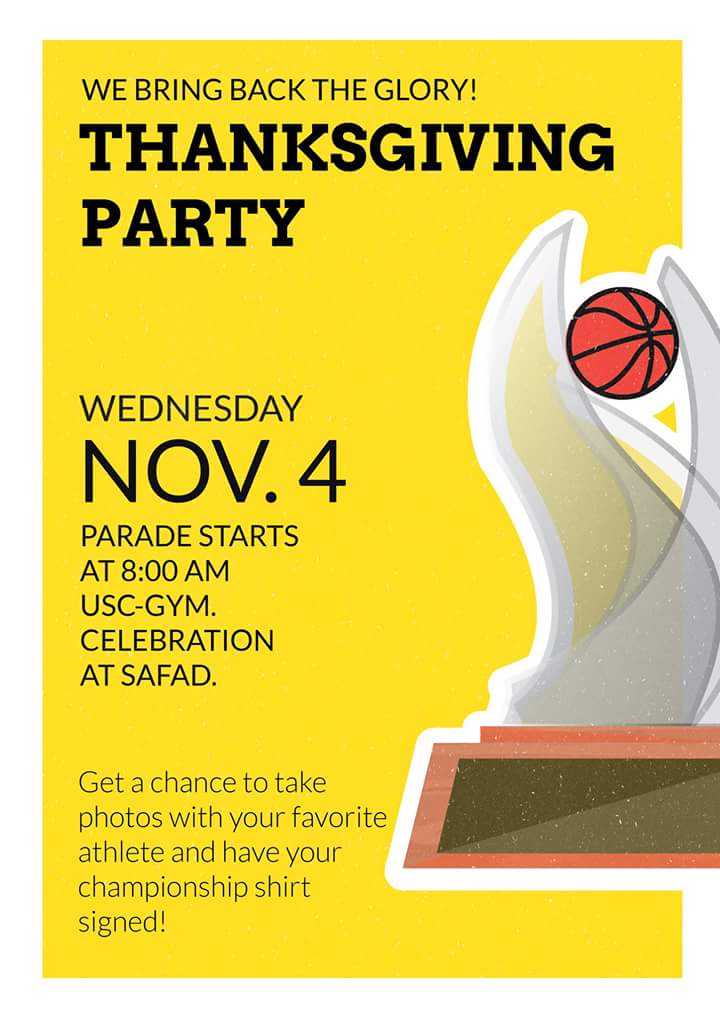 WE BRING BACK THE GLORY!
THANKSGIVING
PARTY
WEDNESDAY
NOV. 4
PARADE STARTS
AT 8:00 AM
USC-GYM.
CELEBRATION
AT SAFAD.
Get a chance to take
photos with your favorite
athlete and have your
championship shirt
signed!